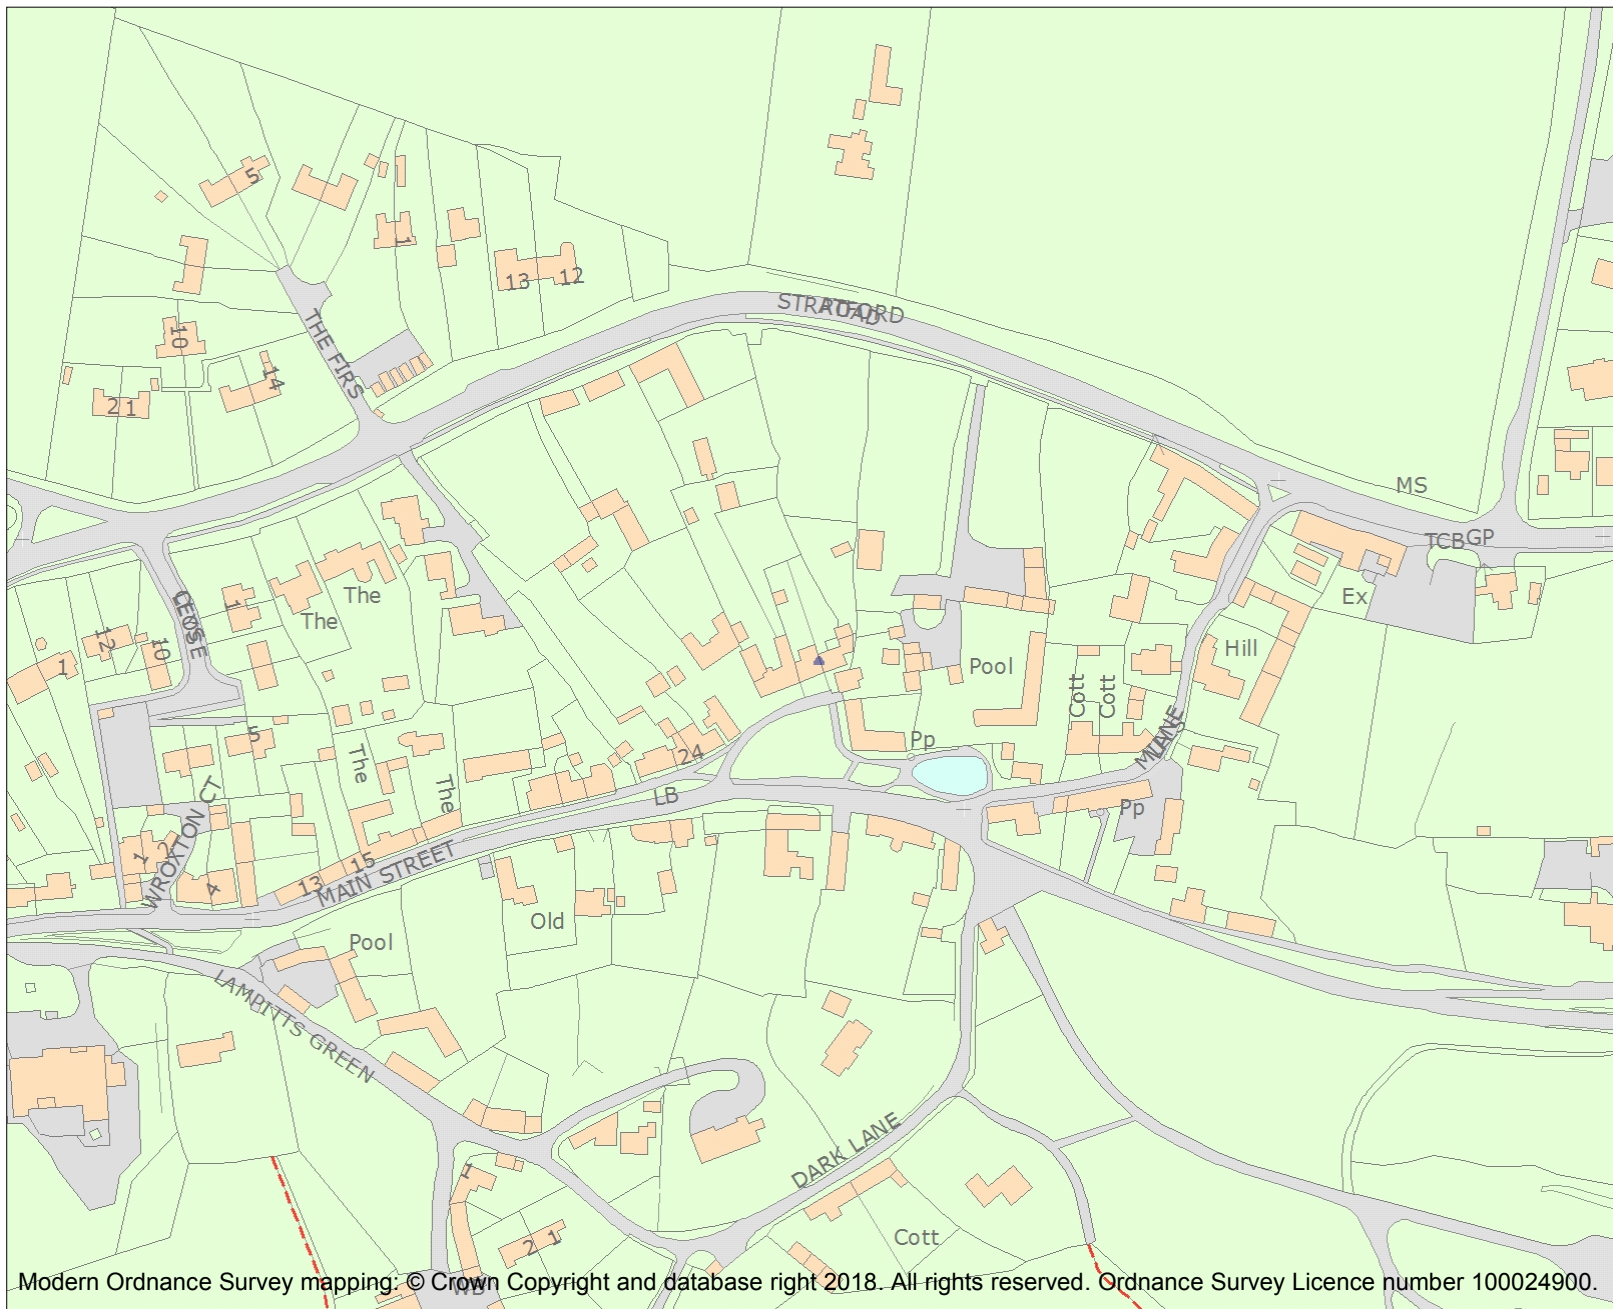 5
1
13
12
STRATFORD
ROAD
10
THE FIRS
14
2 1
MS
TCB
GP
The
Ex
1
The
CLOSE
12
10
Hill
1
Pool
Cott
Cott
5
MILLS
LANE
Pp
24
The
The
LB
Pp
WROXTON CT
1
2
4
15
13
MAIN STREET
Old
Pool
LAMPITTS GREEN
DARK LANE
1
2 1
Cott
WB
Modern Ordnance Survey mapping: © Crown Copyright and database right 2018. All rights reserved. Ordnance Survey Licence number 100024900.